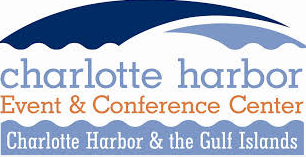 charlotte harbor
Event & Conference Center
Charlotte Harbor & the Gulf Islands